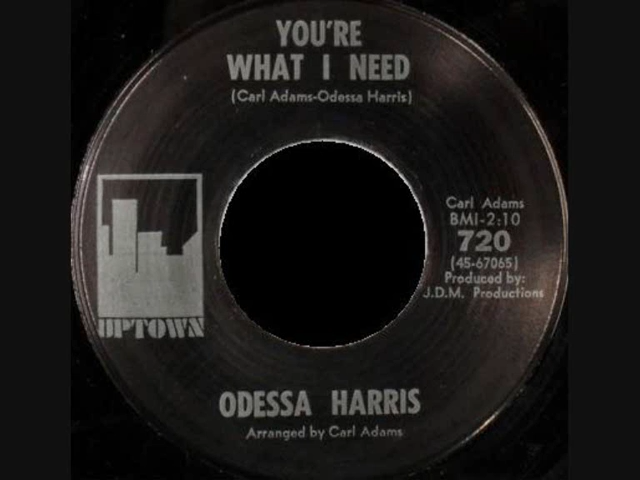 YOU'RE
WHAT I NEED
(Carl Adams-Odessa Harris)
UPTOWN
Carl Adams
BMI-2:10
720
(45-67065)
Produced by:
J.D.M. Productions
ODESSA HARRIS
Arranged by Carl Adams